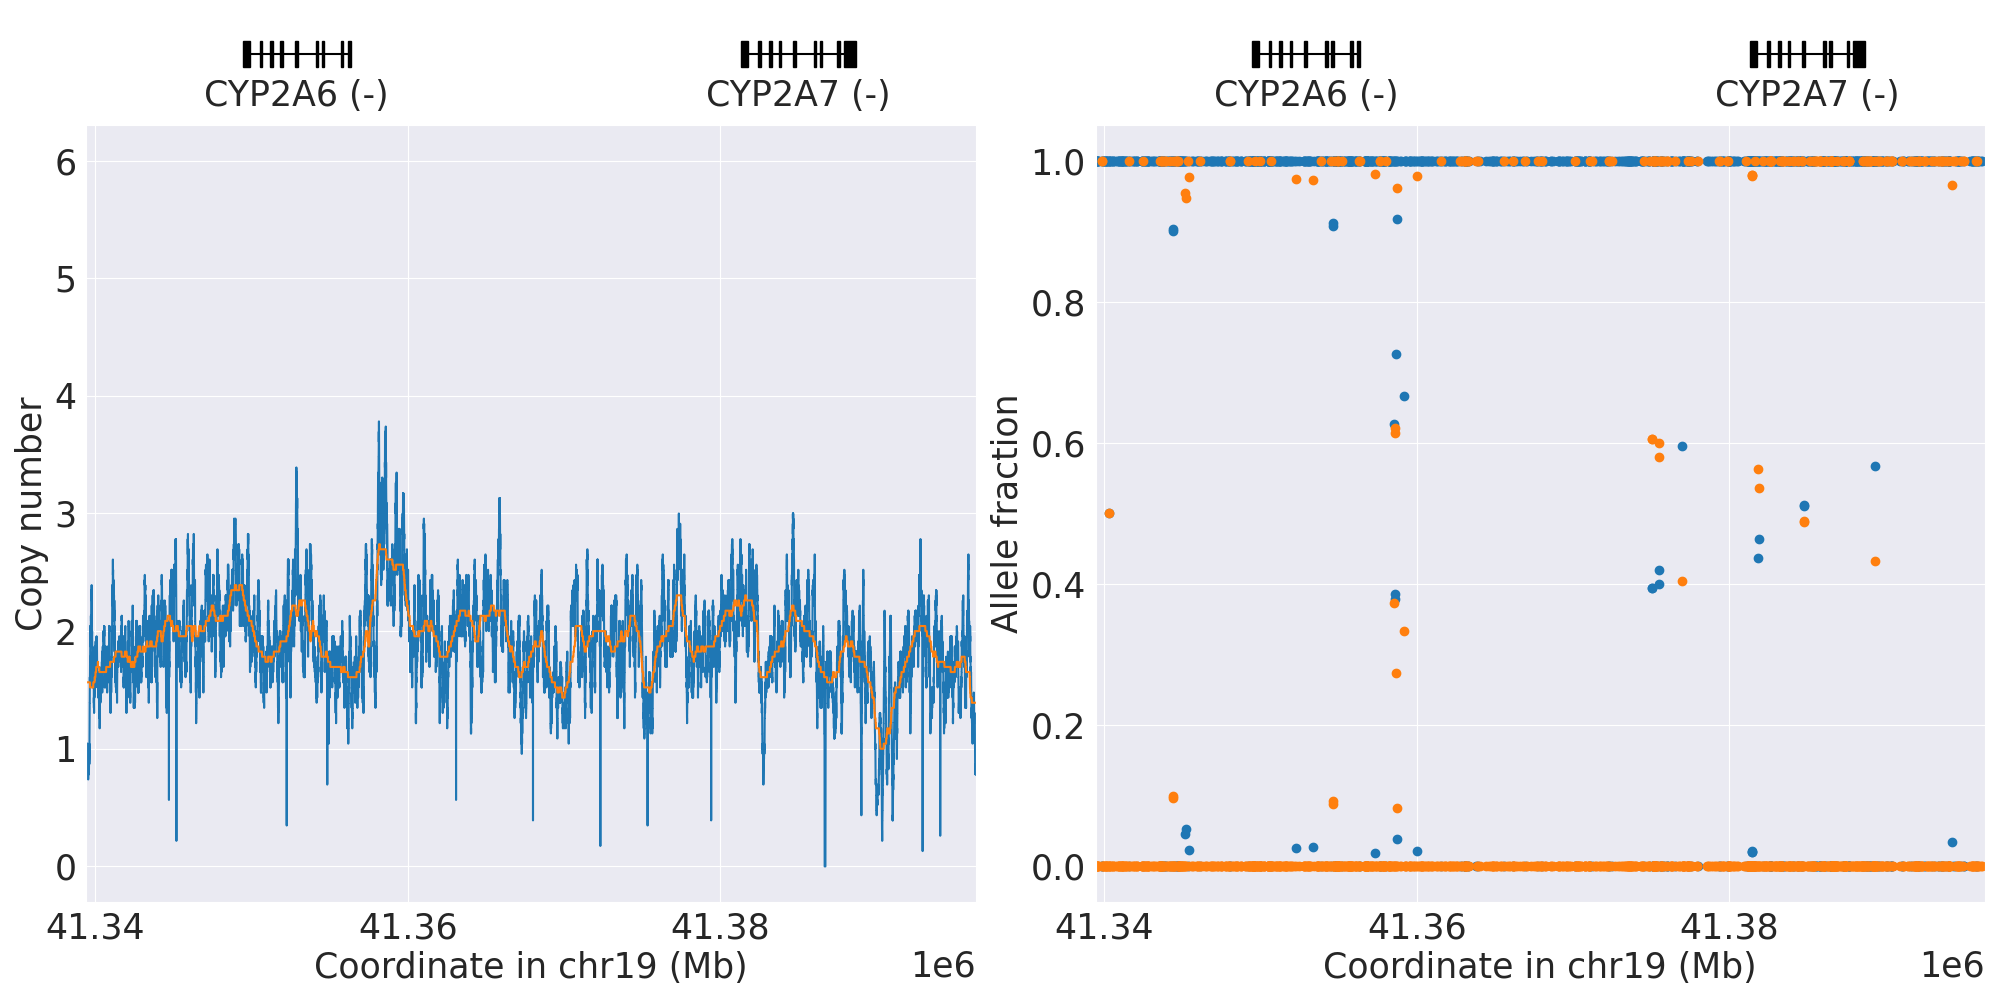 CYP2A6 (-) CYP2A7 (-)
6
5
4
3
2
1
0
Copy number
41.34 41.36 41.38
Coordinate in chr19 (Mb) 1e6
CYP2A6 (-) CYP2A7 (-)
1.0
0.8
0.6
0.4
0.2
0.0
Allele fraction
41.34 41.36 41.38
Coordinate in chr19 (Mb) 1e6